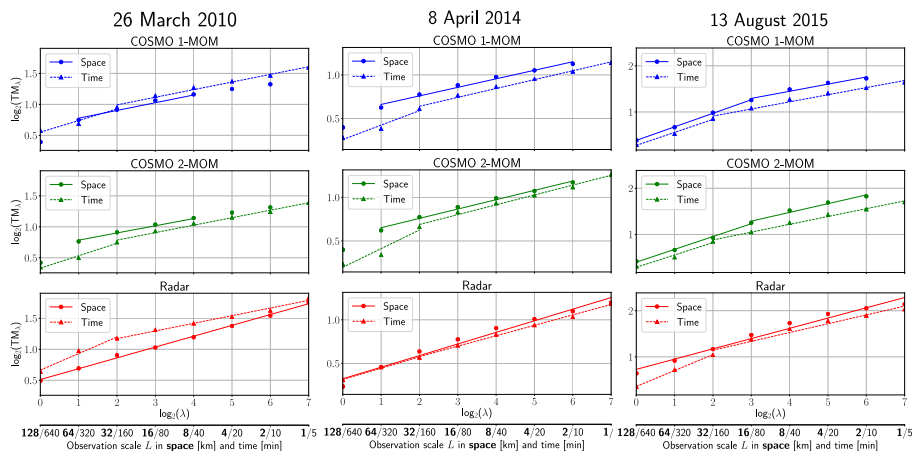 26 March 2010
8 April 2014
13 August 2015
COSMO 1-MOM
COSMO 1-MOM
COSMO 1-MOM
log₂(TMλ)
1.5
1.0
0.5
Space
Time
1.0
0.5
Space
Time
2
1
Space
Time
COSMO 2-MOM
COSMO 2-MOM
COSMO 2-MOM
log₂(TMλ)
1.5
1.0
0.5
Space
Time
1.0
0.5
Space
Time
2
1
Space
Time
Radar
Radar
Radar
log₂(TMλ)
1.5
1.0
0.5
Space
Time
1.0
0.5
Space
Time
2
1
Space
Time
0 1 2 3 4 5 6 7
0 1 2 3 4 5 6 7
0 1 2 3 4 5 6 7
log₂(λ)
log₂(λ)
log₂(λ)
128/640 64/320 32/160 16/80 8/40 4/20 2/10 1/5
128/640 64/320 32/160 16/80 8/40 4/20 2/10 1/5
128/640 64/320 32/160 16/80 8/40 4/20 2/10 1/5
Observation scale L in space [km] and time [min]
Observation scale L in space [km] and time [min]
Observation scale L in space [km] and time [min]